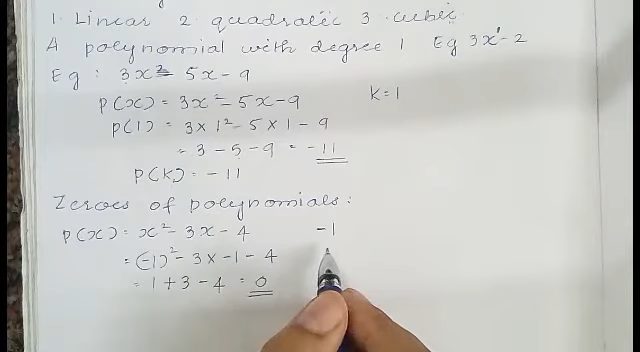 1. Linear 2. quadratic 3. cubic
A polynomial with degree 1 Eg 3x¹-2
Eg : 3x² - 5x - 9
P(x) = 3x² - 5x - 9 K = 1
P(1) = 3 x 1² - 5 x 1 - 9
= 3 - 5 - 9 = -11
P(K) = -11
Zeroes of polynomials:
P(x) = x² - 3x - 4 -1
= (-1)² - 3 x -1 - 4
= 1 + 3 - 4 = 0